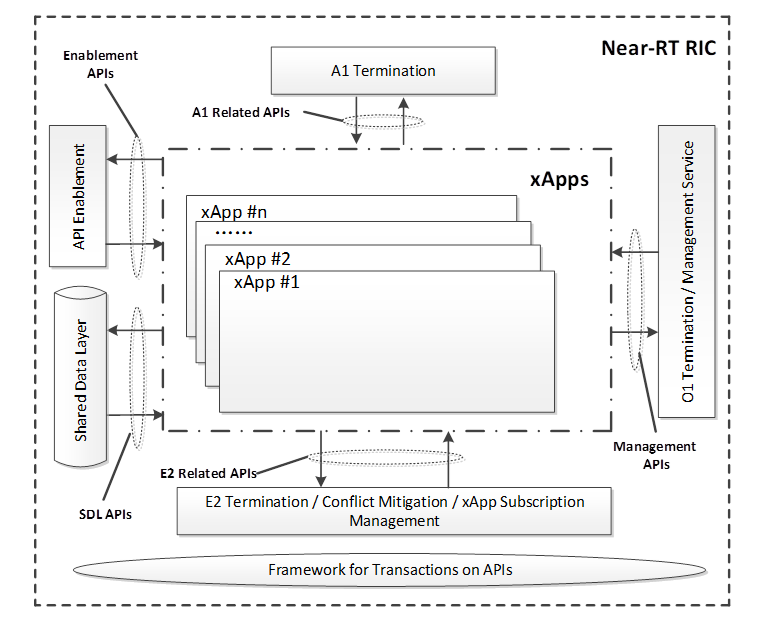 Near-RT RIC
Enablement
APIs
A1 Termination
A1 Related APIs
API Enablement
xApps
xApp #n
......
xApp #2
xApp #1
O1 Termination / Management Service
Shared Data Layer
Management
APIs
E2 Related APIs
SDL APIs
E2 Termination / Conflict Mitigation / xApp Subscription
Management
Framework for Transactions on APIs